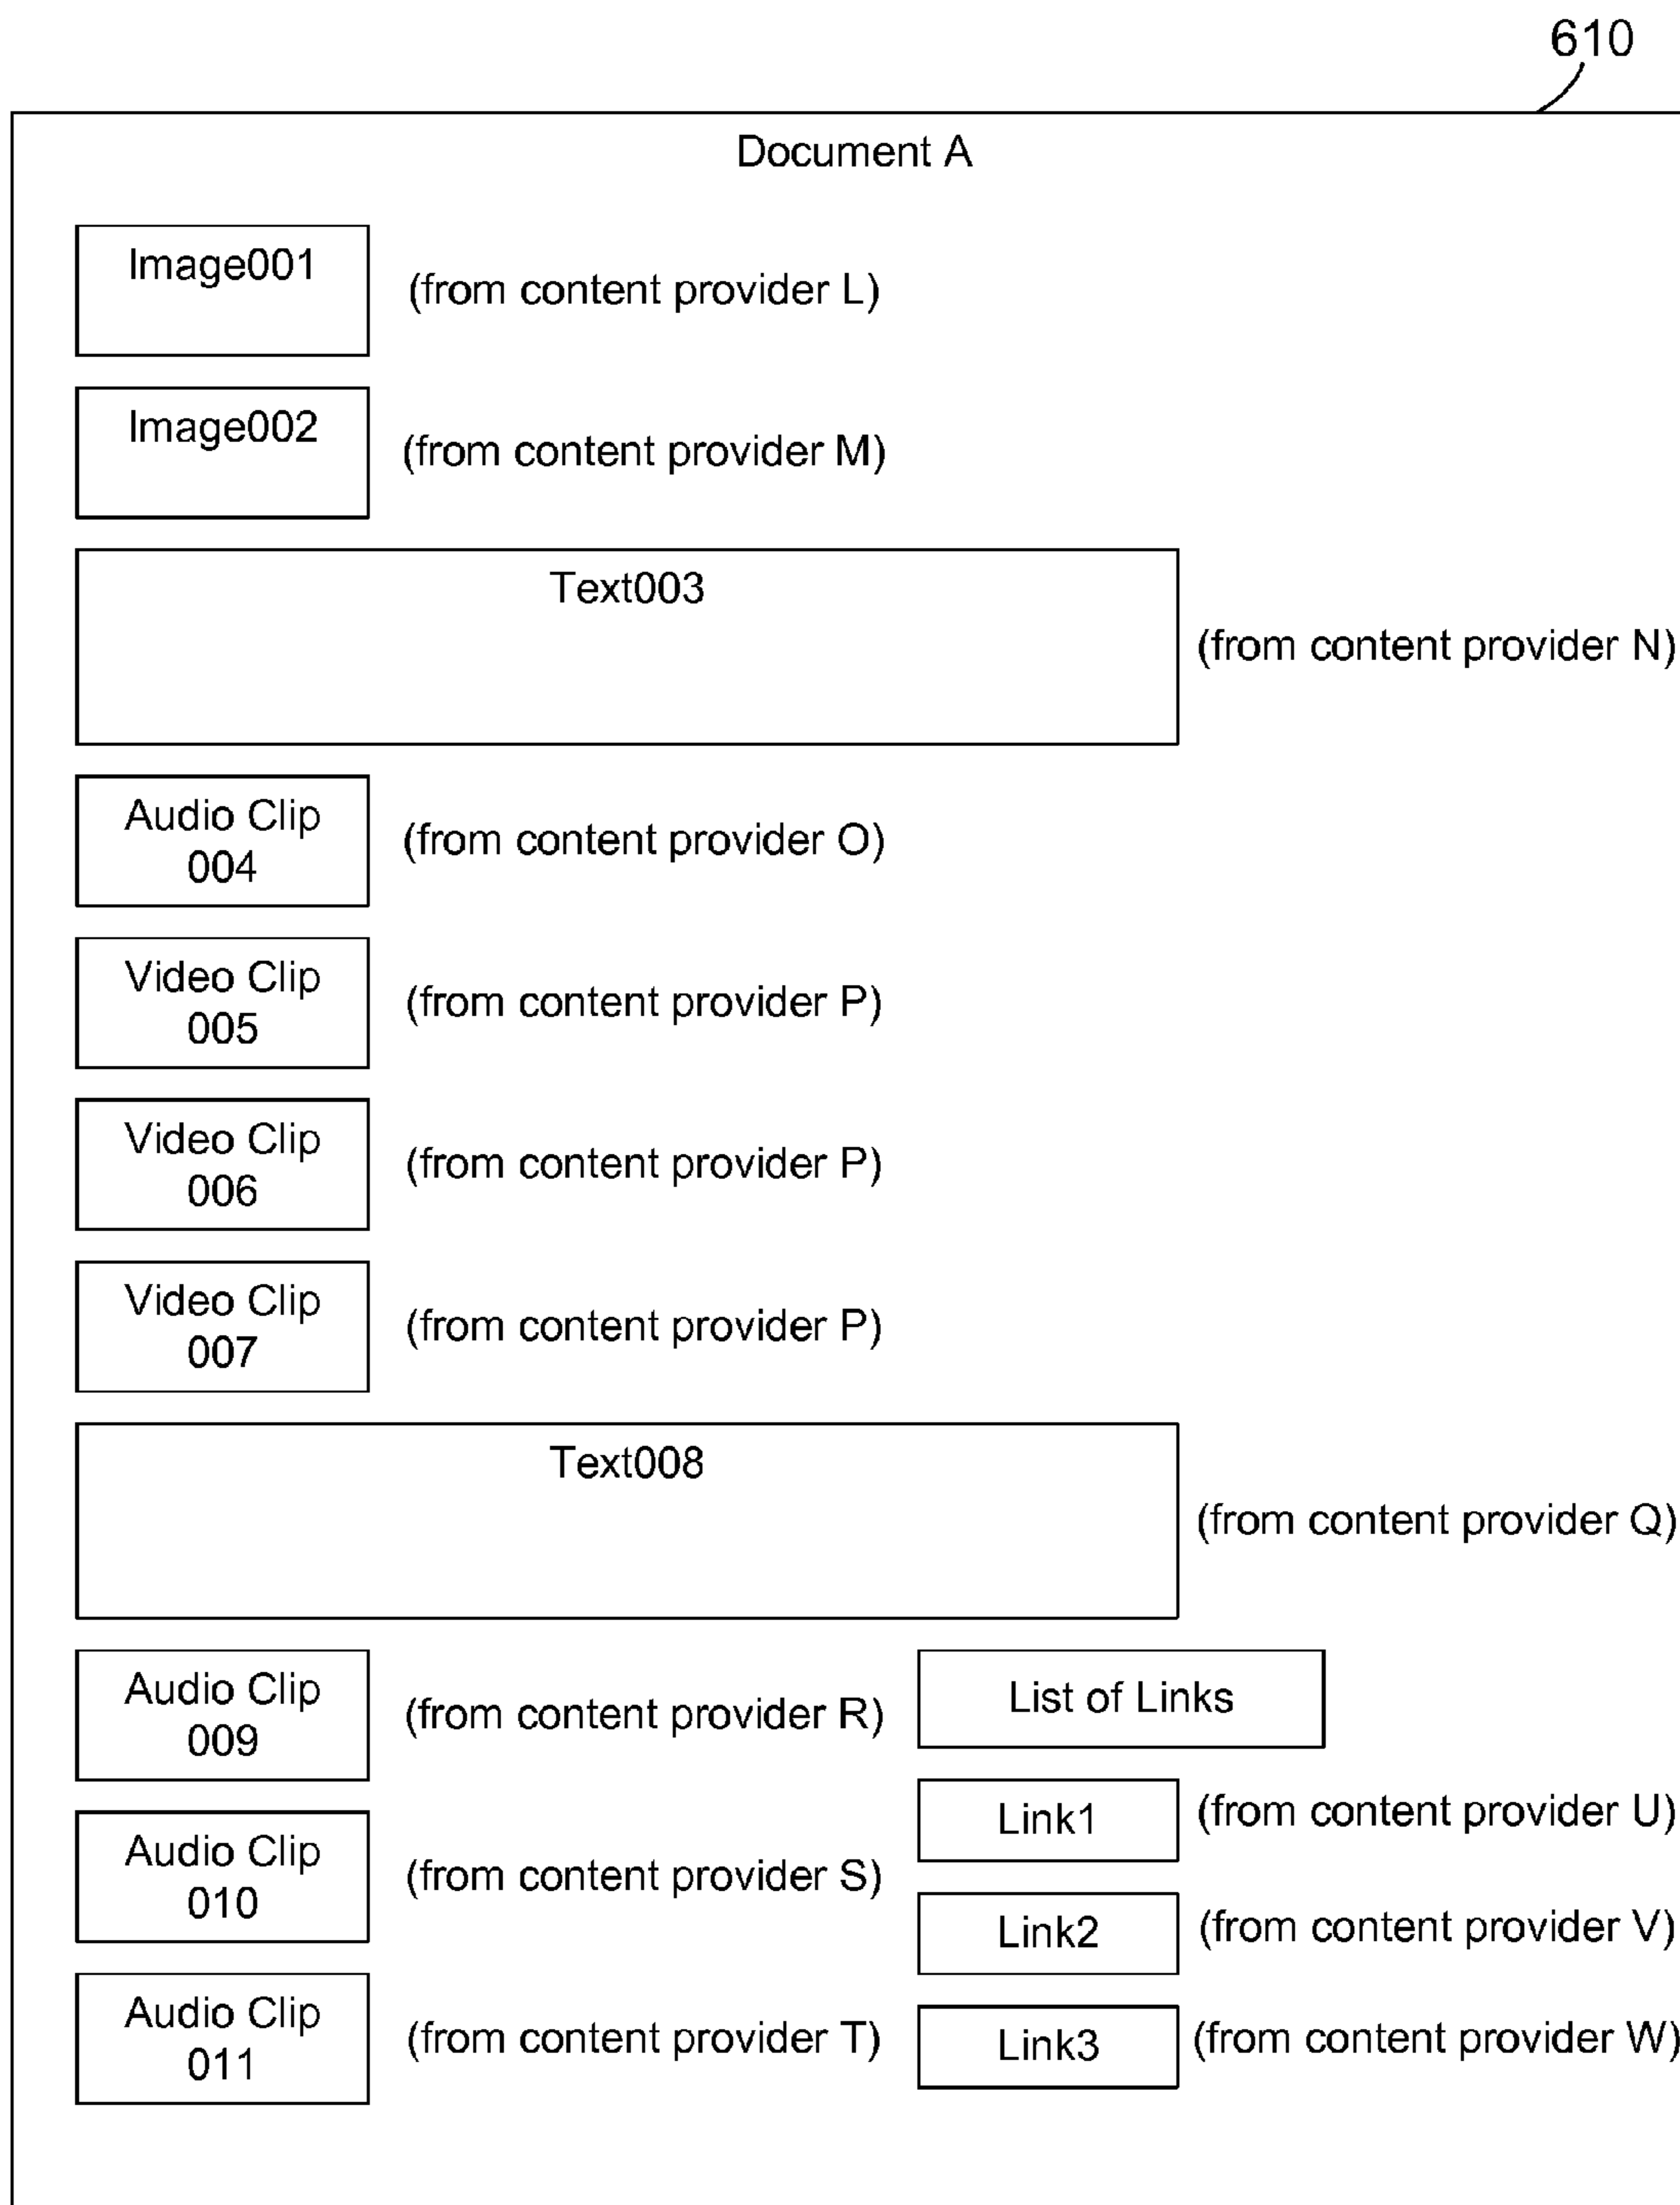 610
Document A
Image001
(from content provider L)
Image002
(from content provider M)
Text003
(from content provider N)
Audio Clip
004
(from content provider O)
Video Clip
005
(from content provider P)
Video Clip
006
(from content provider P)
Video Clip
007
(from content provider P)
Text008
(from content provider Q)
Audio Clip
009
(from content provider R)
Audio Clip
010
(from content provider S)
Audio Clip
011
(from content provider T)
List of Links
Link1
(from content provider U)
Link2
(from content provider V)
Link3
(from content provider W)